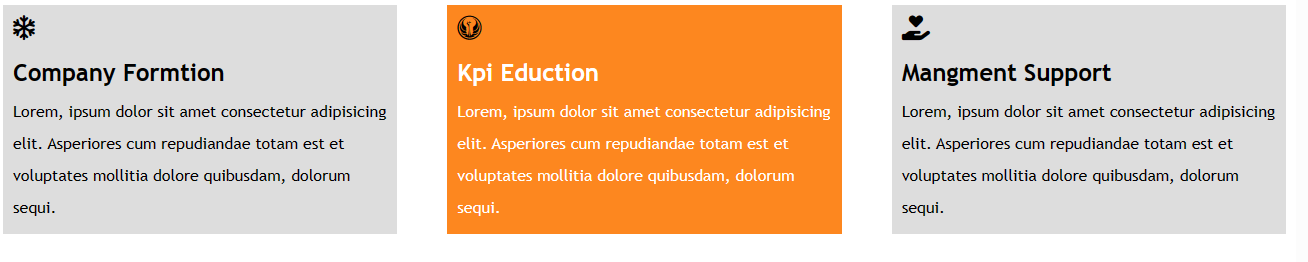 Company Formtion
Lorem, ipsum dolor sit amet consectetur adipisicing
elit. Asperiores cum repudiandae totam est et
voluptates mollitia dolore quibusdam, dolorum
sequi.
Kpi Eduction
Lorem, ipsum dolor sit amet consectetur adipisicing
elit. Asperiores cum repudiandae totam est et
voluptates mollitia dolore quibusdam, dolorum
sequi.
Mangment Support
Lorem, ipsum dolor sit amet consectetur adipisicing
elit. Asperiores cum repudiandae totam est et
voluptates mollitia dolore quibusdam, dolorum
sequi.